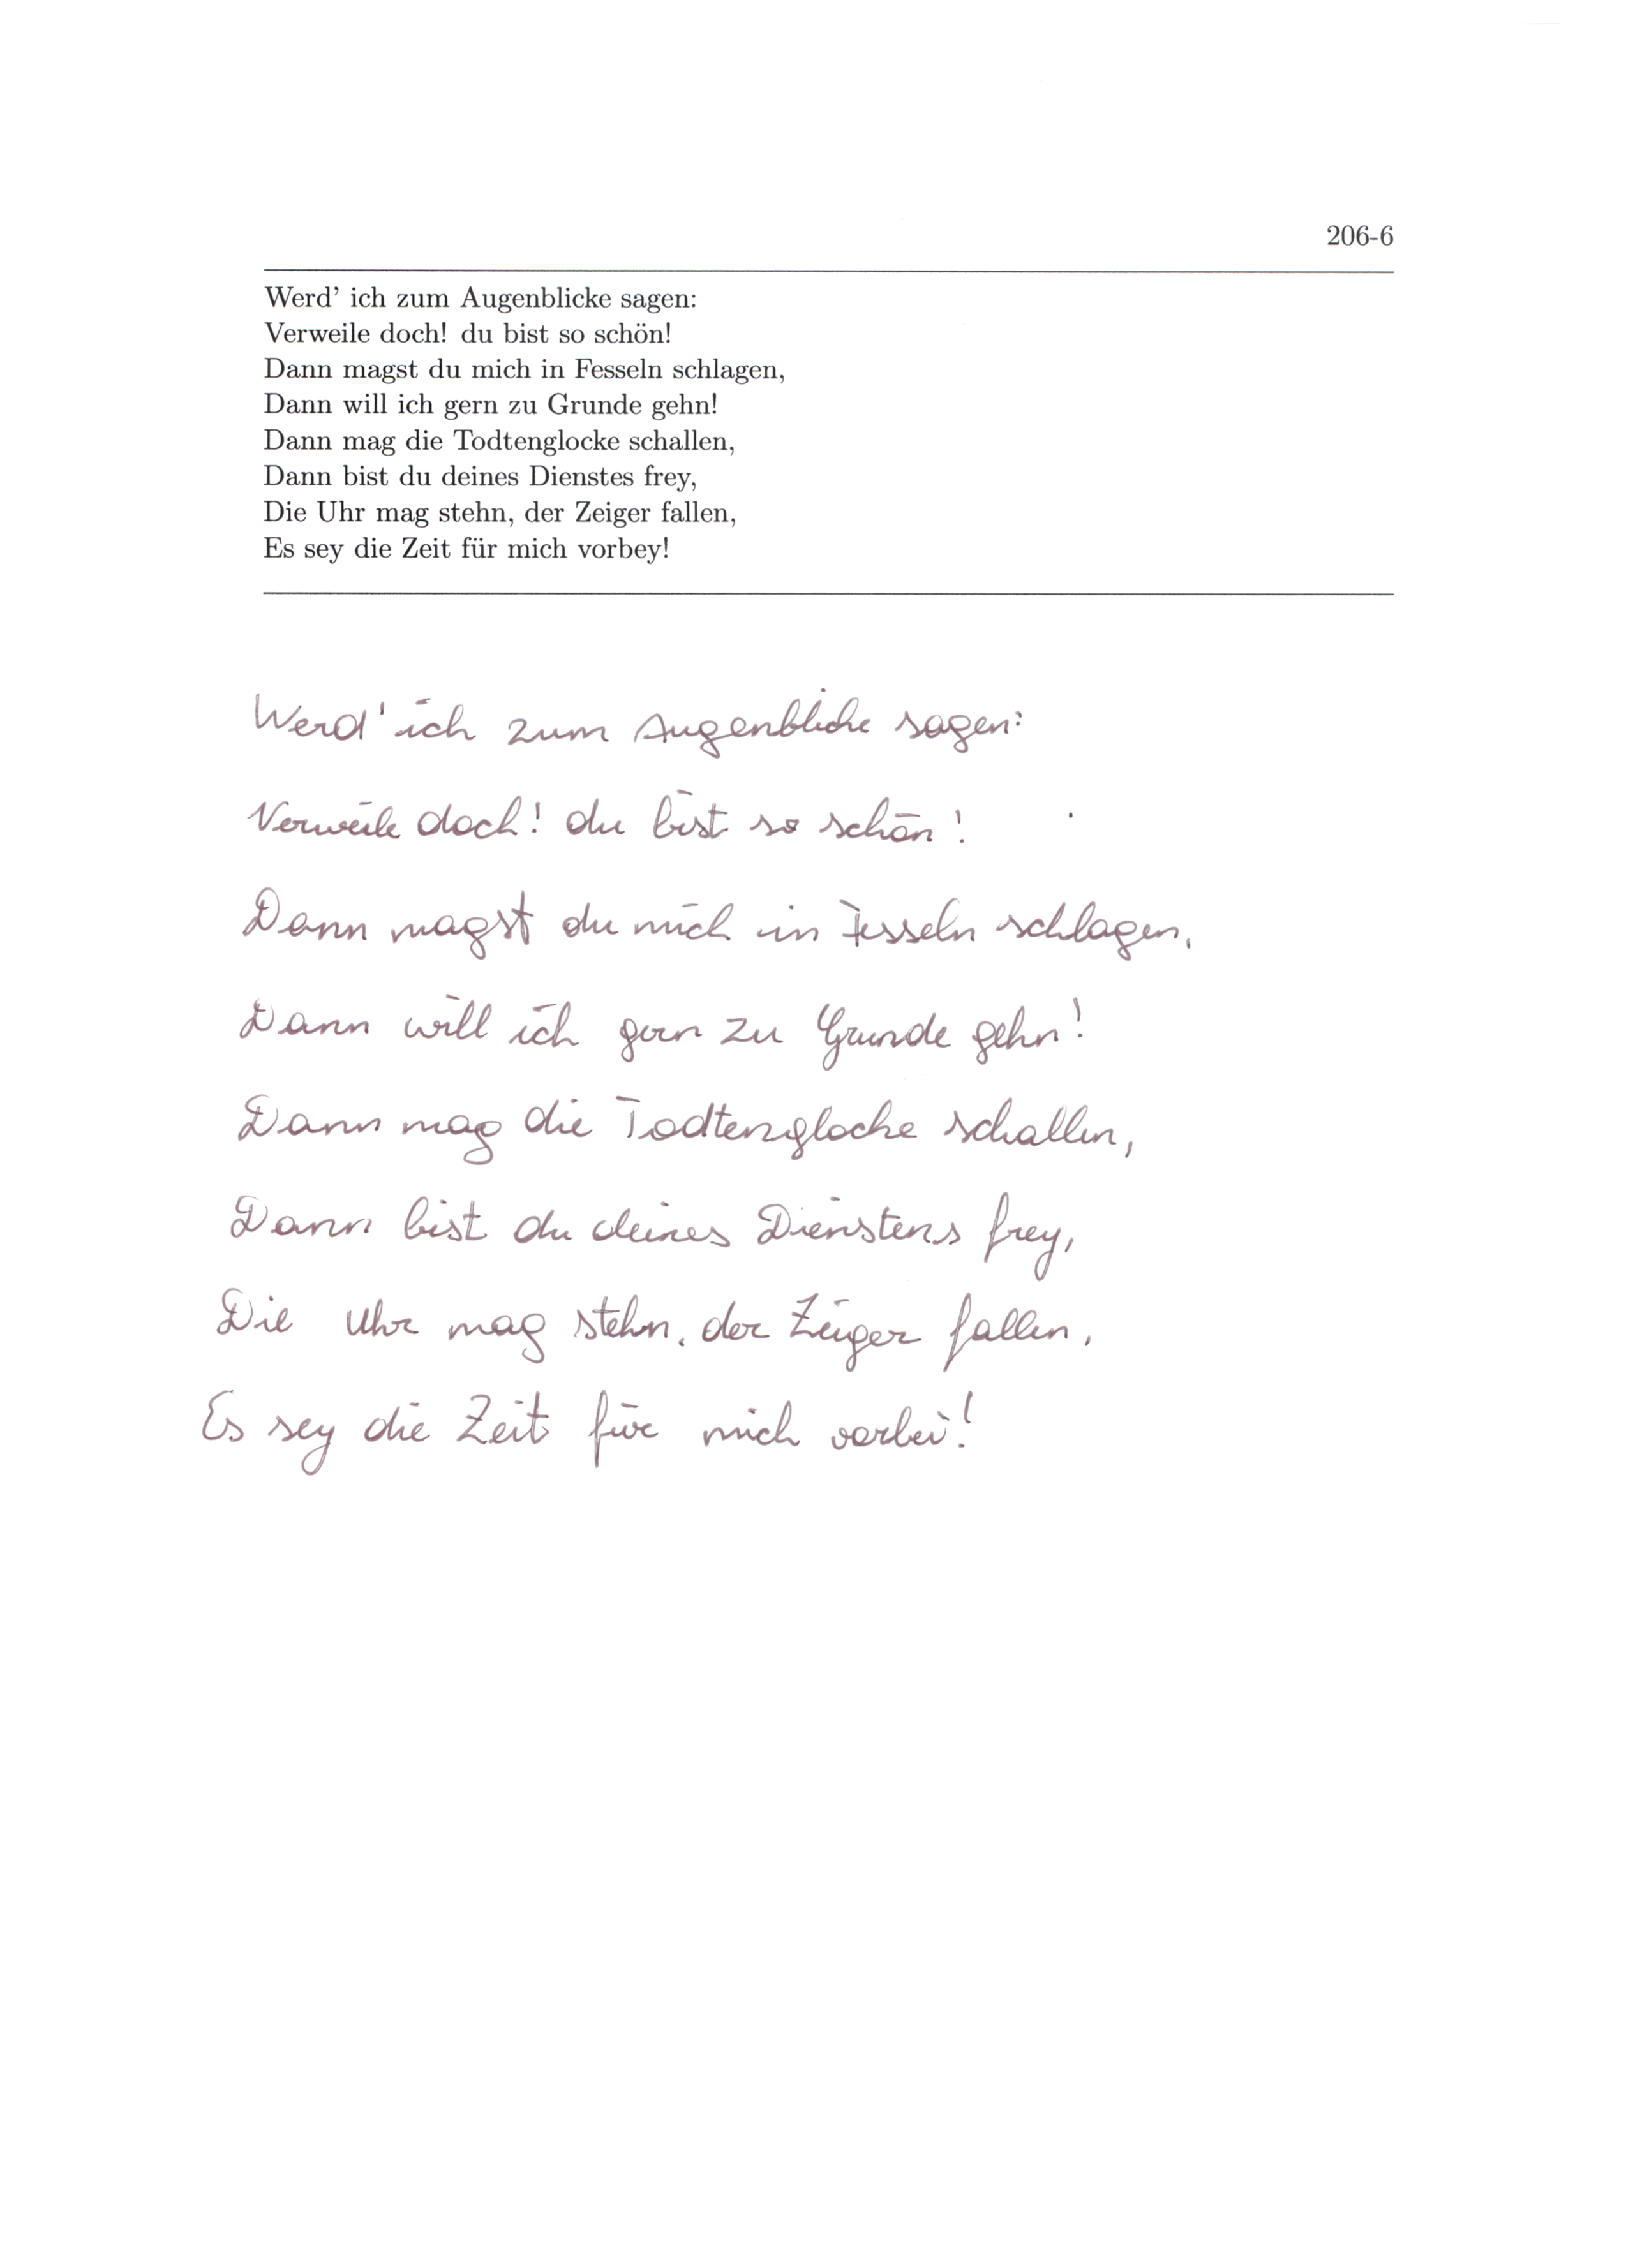 206-6
Werd' ich zum Augenblicke sagen:
Verweile doch! du bist so schön!
Dann magst du mich in Fesseln schlagen,
Dann will ich gern zu Grunde gehn!
Dann mag die Todtenglocke schallen,
Dann bist du deines Dienstes frey,
Die Uhr mag stehn, der Zeiger fallen,
Es sey die Zeit für mich vorbey!
Werd' ich zum Augenblicke sagen:
Verweile doch! du bist so schön!
Dann magst du mich in Fesseln schlagen,
Dann will ich gern zu Grunde gehn!
Dann mag die Todtenglocke schallen,
Dann bist du deines Dienstens frey,
Die Uhr mag stehn, der Zeiger fallen,
Es sey die Zeit für mich vorbei!